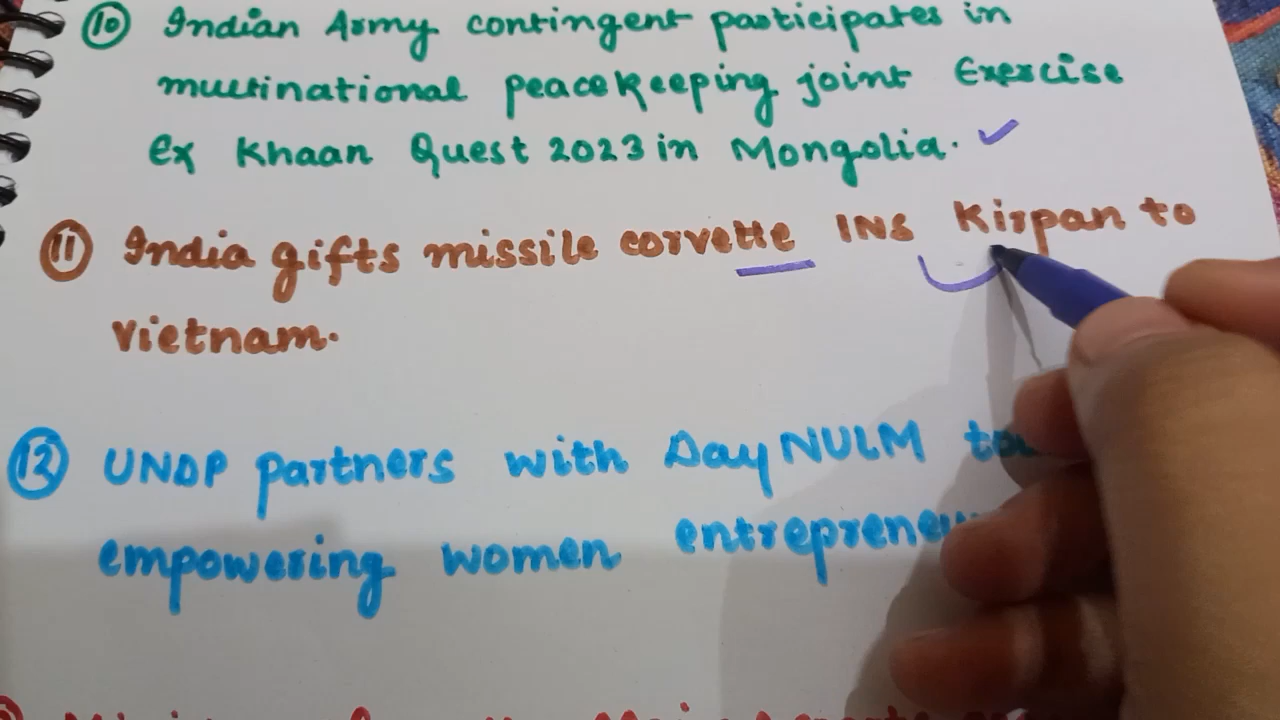 10 Indian Army contingent participates in
multinational peacekeeping joint Exercise
Ex Khaan Quest 2023 in Mongolia.
11 India gifts missile corvette INS Kirpan to
Vietnam.
12 UNDP partners with Day NULM
empowering women